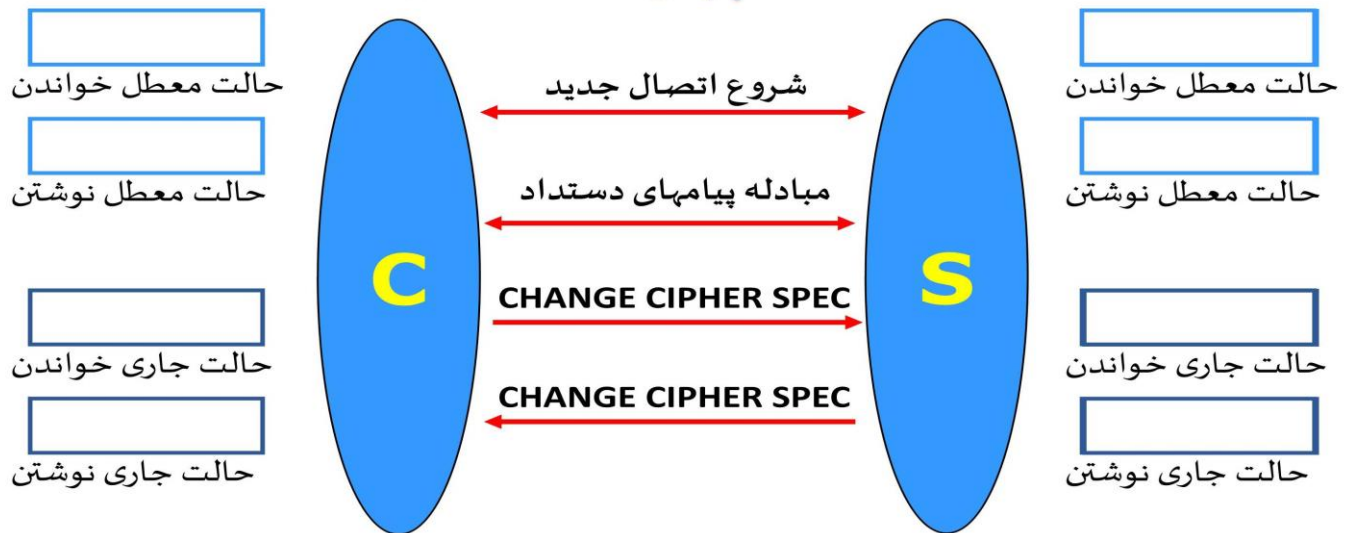 حالت معطل خواندن
حالت معطل نوشتن
حالت جاری خواندن
حالت جاری نوشتن
C
شروع اتصال جدید
مبادله پیامهای دستداد
CHANGE CIPHER SPEC
CHANGE CIPHER SPEC
S
حالت معطل خواندن
حالت معطل نوشتن
حالت جاری خواندن
حالت جاری نوشتن